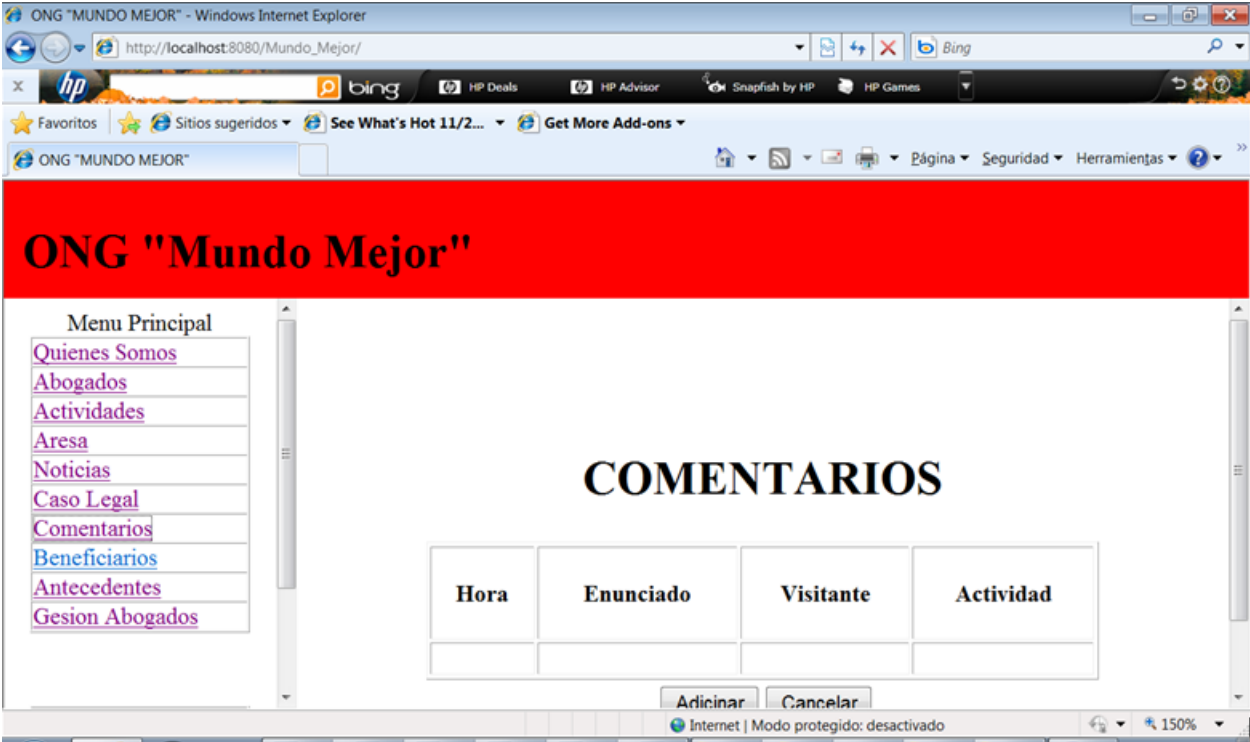 ONG "MUNDO MEJOR" - Windows Internet Explorer
http://localhost:8080/Mundo_Mejor/
Bing
x hp bing HP Deals HP Advisor Snapfish by HP HP Games
Favoritos Sitios sugeridos See What's Hot 11/2... Get More Add-ons
ONG "MUNDO MEJOR" Página Seguridad Herramientas
ONG "Mundo Mejor"
Menu Principal
Quienes Somos
Abogados
Actividades
Aresa
Noticias
Caso Legal
Comentarios
Beneficiarios
Antecedentes
Gesion Abogados
COMENTARIOS
Hora Enunciado Visitante Actividad
Adicinar Cancelar
Internet | Modo protegido: desactivado 150%